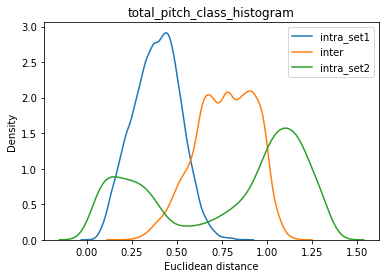 total_pitch_class_histogram
intra_set1
inter
intra_set2
Density
3.0
2.5
2.0
1.5
1.0
0.5
0.0
0.00 0.25 0.50 0.75 1.00 1.25 1.50
Euclidean distance